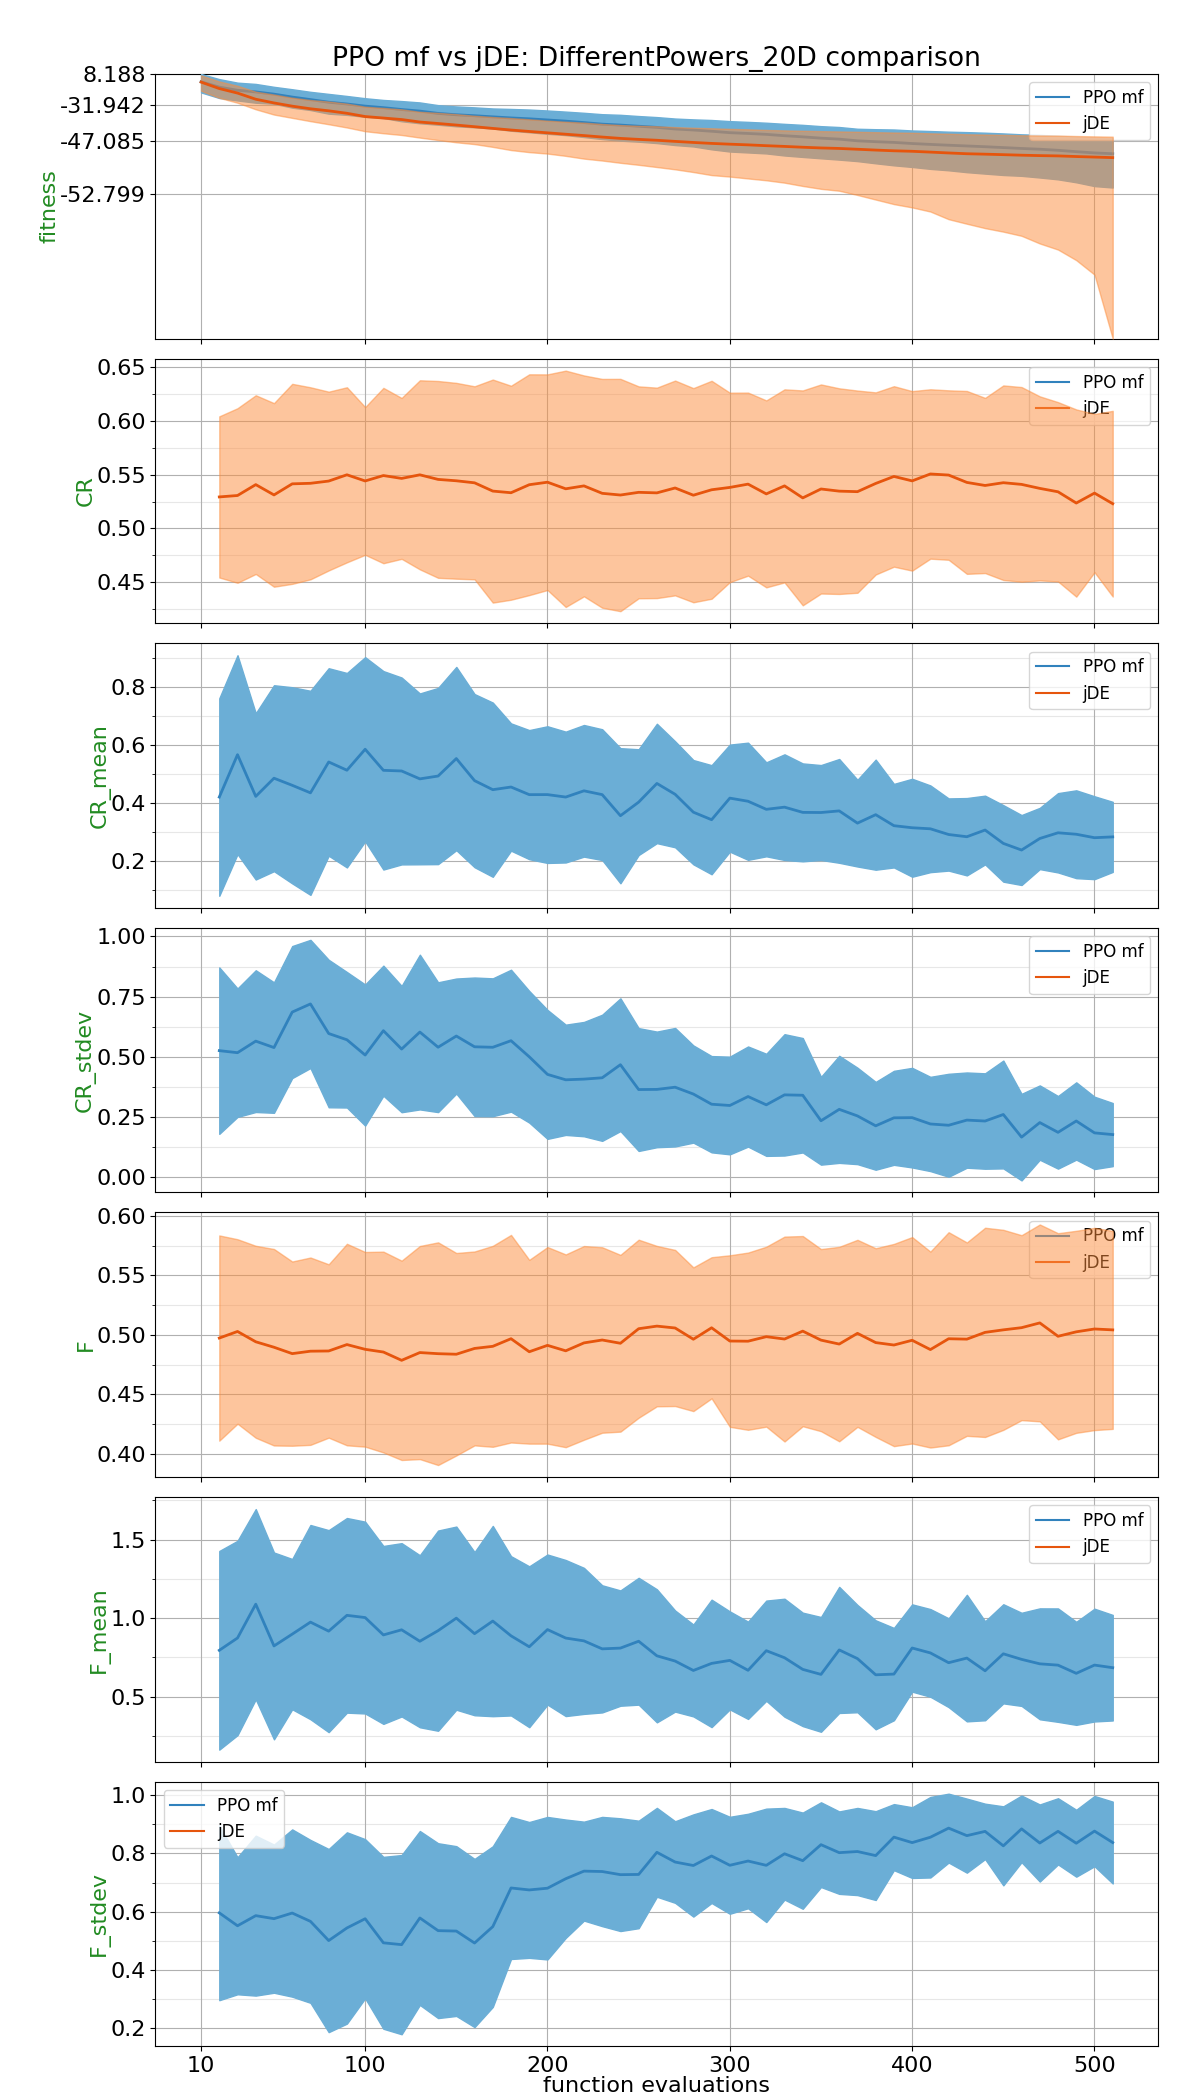 PPO mf vs jDE: DifferentPowers_20D comparison
8.188
-31.942
-47.085
-52.799
fitness
PPO mf
jDE
0.65
0.60
0.55
0.50
0.45
CR
PPO mf
jDE
0.8
0.6
0.4
0.2
CR_mean
PPO mf
jDE
1.00
0.75
0.50
0.25
0.00
CR_stdev
PPO mf
jDE
0.60
0.55
0.50
0.45
0.40
F
PPO mf
jDE
1.5
1.0
0.5
F_mean
PPO mf
jDE
1.0
0.8
0.6
0.4
0.2
F_stdev
PPO mf
jDE
10 100 200 300 400 500
function evaluations